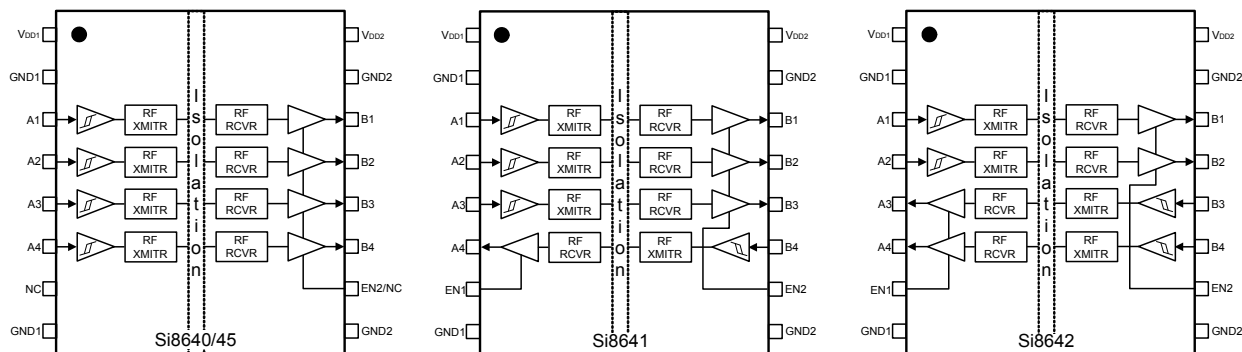 VDD1
VDD2
GND1
GND2
A1
RF
XMITR
RF
RCVR
B1
A2
RF
XMITR
RF
RCVR
B2
A3
RF
XMITR
RF
RCVR
B3
A4
RF
XMITR
RF
RCVR
B4
NC
EN2/NC
GND1
GND2
Isolation
Si8640/45
VDD1
VDD2
GND1
GND2
A1
RF
XMITR
RF
RCVR
B1
A2
RF
XMITR
RF
RCVR
B2
A3
RF
XMITR
RF
RCVR
B3
A4
RF
RCVR
RF
XMITR
B4
EN1
EN2
GND1
GND2
Isolation
Si8641
VDD1
VDD2
GND1
GND2
A1
RF
XMITR
RF
RCVR
B1
A2
RF
XMITR
RF
RCVR
B2
A3
RF
RCVR
RF
XMITR
B3
A4
RF
RCVR
RF
XMITR
B4
EN1
EN2
GND1
GND2
Isolation
Si8642